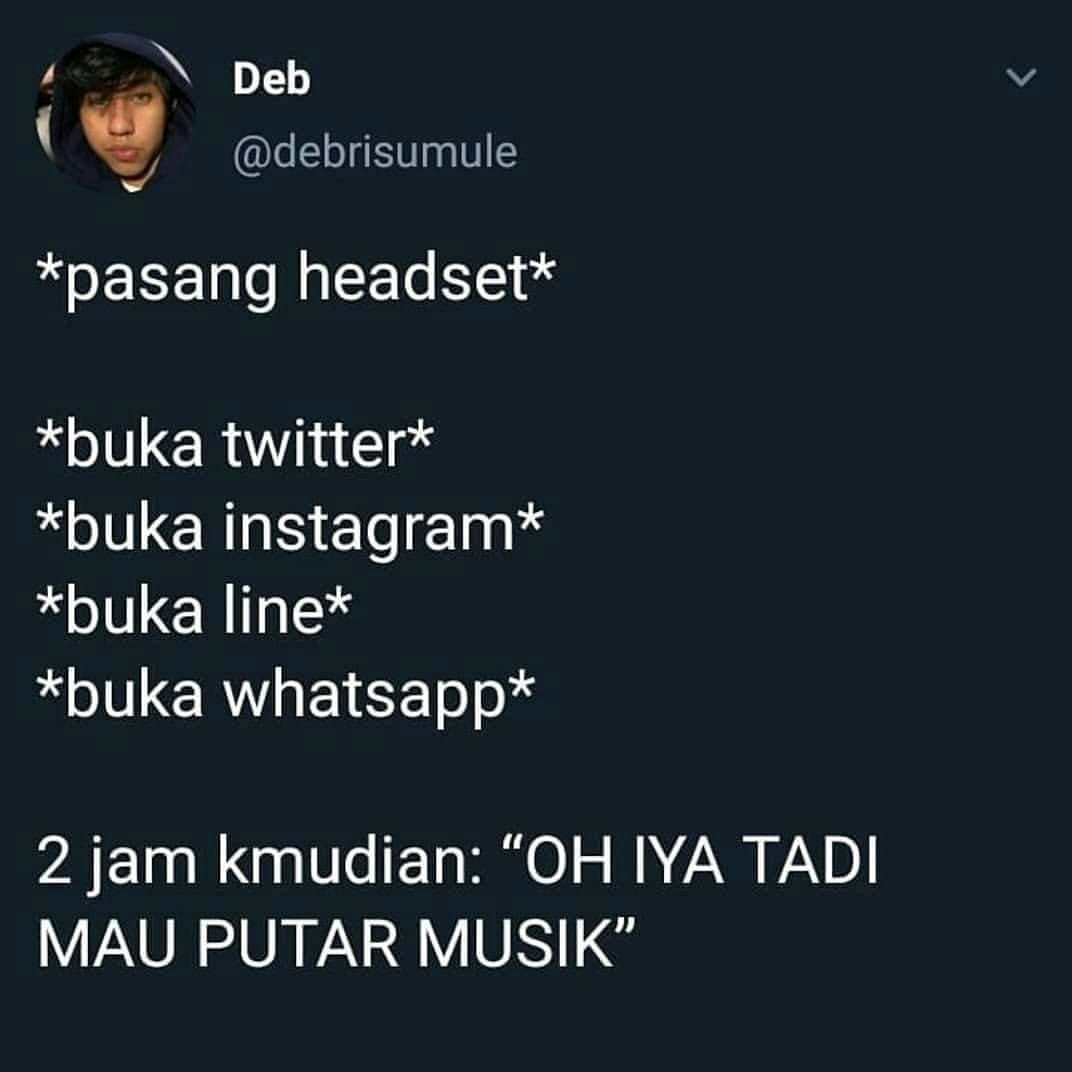 Deb
@debrisumule
*pasang headset*
*buka twitter*
*buka instagram*
*buka line*
*buka whatsapp*
2 jam kmudian: “OH IYA TADI
MAU PUTAR MUSIK”